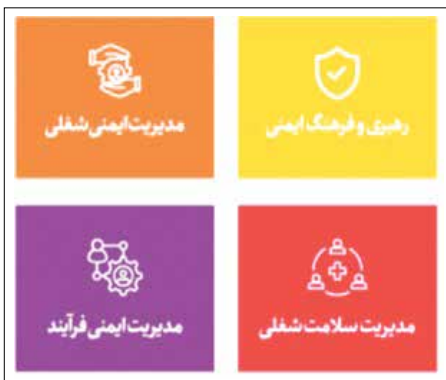 رهبری و فرهنگ ایمنی
مدیریت ایمنی شغلی
مدیریت سلامت شغلی
مدیریت ایمنی فرآیند